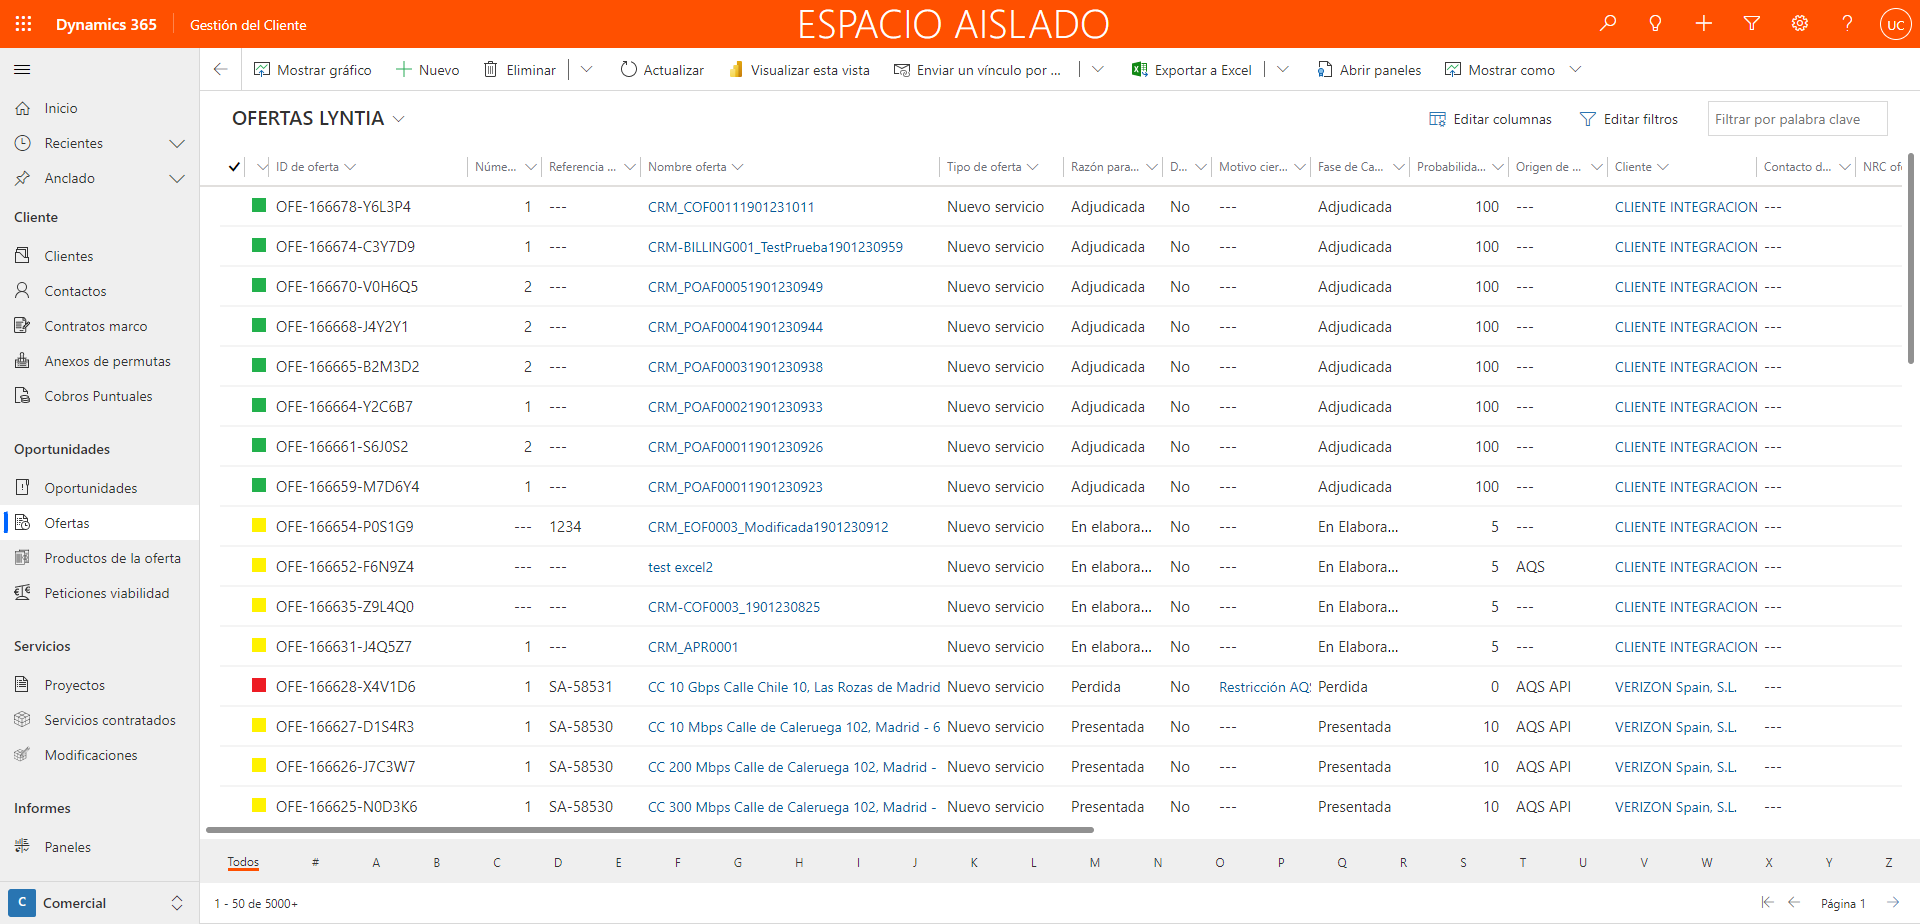 Dynamics 365 Gestión del Cliente ESPACIO AISLADO UC
Mostrar gráfico Nuevo Eliminar Actualizar Visualizar esta vista Enviar un vínculo por ... Exportar a Excel Abrir paneles Mostrar como
OFERTAS LYNTIA Editar columnas Editar filtros Filtrar por palabra clave
Inicio
Recientes
Anclado
Cliente
Clientes
Contactos
Contratos marco
Anexos de permutas
Cobros Puntuales
Oportunidades
Oportunidades
Ofertas
Productos de la oferta
Peticiones viabilidad
Servicios
Proyectos
Servicios contratados
Modificaciones
Informes
Paneles
C Comercial
ID de oferta Núme... Referencia ... Nombre oferta Tipo de oferta Razón para... D... Motivo cier... Fase de Ca... Probabilida... Origen de ... Cliente Contacto d... NRC of
OFE-166678-Y6L3P4 1 --- CRM_COF00111901231011 Nuevo servicio Adjudicada No --- Adjudicada 100 --- CLIENTE INTEGRACION ---
OFE-166674-C3Y7D9 1 --- CRM-BILLING001_TestPrueba1901230959 Nuevo servicio Adjudicada No --- Adjudicada 100 --- CLIENTE INTEGRACION ---
OFE-166670-V0H6Q5 2 --- CRM_POAF00051901230949 Nuevo servicio Adjudicada No --- Adjudicada 100 --- CLIENTE INTEGRACION ---
OFE-166668-J4Y2Y1 2 --- CRM_POAF00041901230944 Nuevo servicio Adjudicada No --- Adjudicada 100 --- CLIENTE INTEGRACION ---
OFE-166665-B2M3D2 2 --- CRM_POAF00031901230938 Nuevo servicio Adjudicada No --- Adjudicada 100 --- CLIENTE INTEGRACION ---
OFE-166664-Y2C6B7 1 --- CRM_POAF00021901230933 Nuevo servicio Adjudicada No --- Adjudicada 100 --- CLIENTE INTEGRACION ---
OFE-166661-S6J0S2 2 --- CRM_POAF00011901230926 Nuevo servicio Adjudicada No --- Adjudicada 100 --- CLIENTE INTEGRACION ---
OFE-166659-M7D6Y4 1 --- CRM_POAF00011901230923 Nuevo servicio Adjudicada No --- Adjudicada 100 --- CLIENTE INTEGRACION ---
OFE-166654-P0S1G9 --- 1234 CRM_EOF0003_Modificada1901230912 Nuevo servicio En elabora... No --- En Elabora... 5 --- CLIENTE INTEGRACION ---
OFE-166652-F6N9Z4 --- --- test excel2 Nuevo servicio En elabora... No --- En Elabora... 5 AQS CLIENTE INTEGRACION ---
OFE-166635-Z9L4Q0 --- --- CRM-COF0003_1901230825 Nuevo servicio En elabora... No --- En Elabora... 5 --- CLIENTE INTEGRACION ---
OFE-166631-J4Q5Z7 1 --- CRM_APR0001 Nuevo servicio En elabora... No --- En Elabora... 5 --- CLIENTE INTEGRACION ---
OFE-166628-X4V1D6 1 SA-58531 CC 10 Gbps Calle Chile 10, Las Rozas de Madrid Nuevo servicio Perdida No Restricción AQS Perdida 0 AQS API VERIZON Spain, S.L. ---
OFE-166627-D1S4R3 1 SA-58530 CC 10 Mbps Calle de Caleruega 102, Madrid - 6 Nuevo servicio Presentada No --- Presentada 10 AQS API VERIZON Spain, S.L. ---
OFE-166626-J7C3W7 1 SA-58530 CC 200 Mbps Calle de Caleruega 102, Madrid - Nuevo servicio Presentada No --- Presentada 10 AQS API VERIZON Spain, S.L. ---
OFE-166625-N0D3K6 1 SA-58530 CC 300 Mbps Calle de Caleruega 102, Madrid - Nuevo servicio Presentada No --- Presentada 10 AQS API VERIZON Spain, S.L. ---
Todos # A B C D E F G H I J K L M N O P Q R S T U V W X Y Z
1 - 50 de 5000+ Página 1